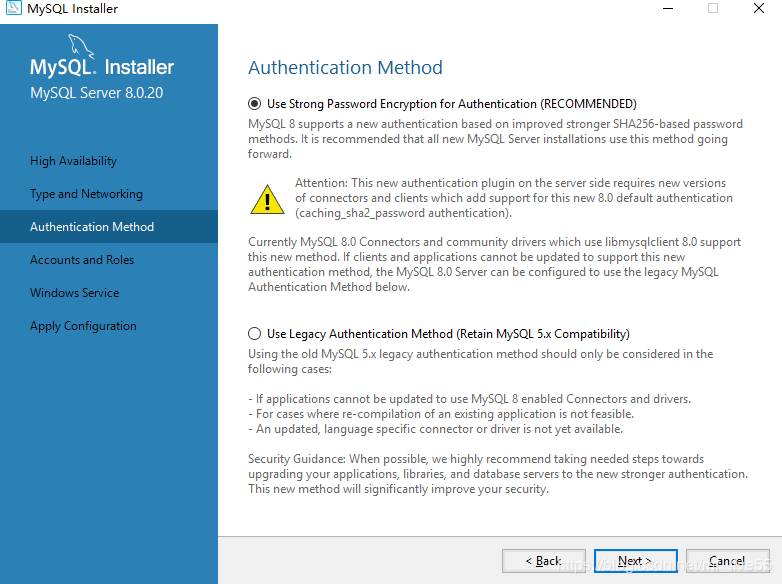 MySQL Installer
MySQL. Installer
MySQL Server 8.0.20
High Availability
Type and Networking
Authentication Method
Accounts and Roles
Windows Service
Apply Configuration
Authentication Method
Use Strong Password Encryption for Authentication (RECOMMENDED)
MySQL 8 supports a new authentication based on improved stronger SHA256-based password
methods. It is recommended that all new MySQL Server installations use this method going
forward.
Attention: This new authentication plugin on the server side requires new versions
of connectors and clients which add support for this new 8.0 default authentication
(caching_sha2_password authentication).
Currently MySQL 8.0 Connectors and community drivers which use libmysqlclient 8.0 support
this new method. If clients and applications cannot be updated to support this new
authentication method, the MySQL 8.0 Server can be configured to use the legacy MySQL
Authentication Method below.
Use Legacy Authentication Method (Retain MySQL 5.x Compatibility)
Using the old MySQL 5.x legacy authentication method should only be considered in the
following cases:
- If applications cannot be updated to use MySQL 8 enabled Connectors and drivers.
- For cases where re-compilation of an existing application is not feasible.
- An updated, language specific connector or driver is not yet available.
Security Guidance: When possible, we highly recommend taking needed steps towards
upgrading your applications, libraries, and database servers to the new stronger authentication.
This new method will significantly improve your security.
< Back
Next >
Cancel